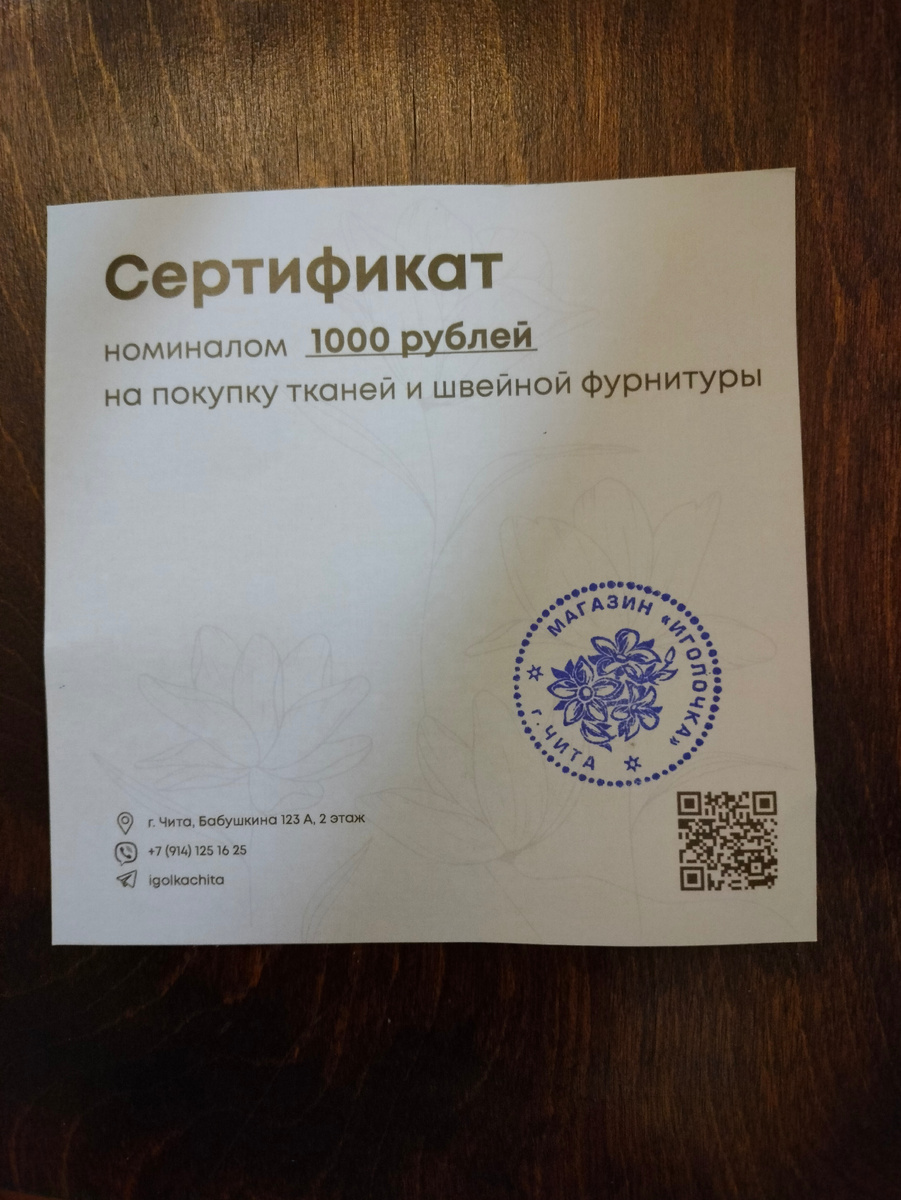 Сертификат
номиналом 1000 рублей
на покупку тканей и швейной фурнитуры
МАГАЗИН «ИГОЛОЧКА»
г. ЧИТА
г. Чита, Бабушкина 123 А, 2 этаж
+7 (914) 125 16 25
igolkachita